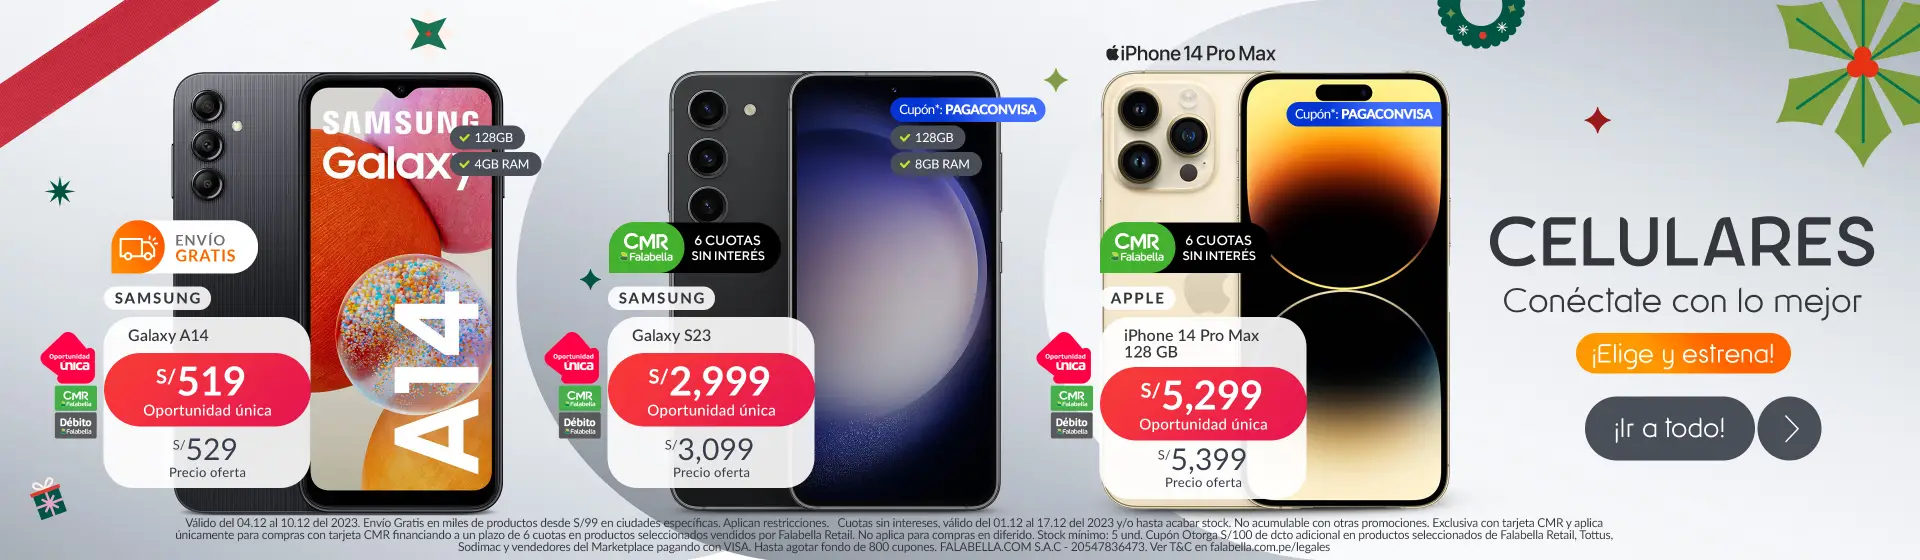 SAMSUNG
Galaxy
128GB
4GB RAM
A14
ENVÍO
GRATIS
SAMSUNG
Galaxy A14
Oportunidad
única
S/519
Oportunidad única
CMR
Falabella
Débito
Falabella
S/529
Precio oferta
Cupón*: PAGACONVISA
128GB
8GB RAM
CMR
Falabella
6 CUOTAS
SIN INTERÉS
SAMSUNG
Galaxy S23
Oportunidad
única
S/2,999
Oportunidad única
CMR
Falabella
Débito
Falabella
S/3,099
Precio oferta
iPhone 14 Pro Max
Cupón*: PAGACONVISA
CMR
Falabella
6 CUOTAS
SIN INTERÉS
APPLE
iPhone 14 Pro Max
128 GB
Oportunidad
única
S/5,299
Oportunidad única
CMR
Falabella
Débito
Falabella
S/5,399
Precio oferta
CELULARES
Conéctate con lo mejor
¡Elige y estrena!
¡Ir a todo!
Válido del 04.12 al 10.12 del 2023. Envío Gratis en miles de productos desde S/99 en ciudades específicas. Aplican restricciones. Cuotas sin intereses, válido del 01.12 al 17.12 del 2023 y/o hasta acabar stock. No acumulable con otras promociones. Exclusiva con tarjeta CMR y aplica
únicamente para compras con tarjeta CMR financiando a un plazo de 6 cuotas en productos seleccionados vendidos por Falabella Retail. No aplica para compras en diferido. Stock mínimo: 5 und. Cupón Otorga S/100 de dcto adicional en productos seleccionados de Falabella Retail, Tottus,
Sodimac y vendedores del Marketplace pagando con VISA. Hasta agotar fondo de 800 cupones. FALABELLA.COM S.A.C - 20547836473. Ver T&C en falabella.com.pe/legales